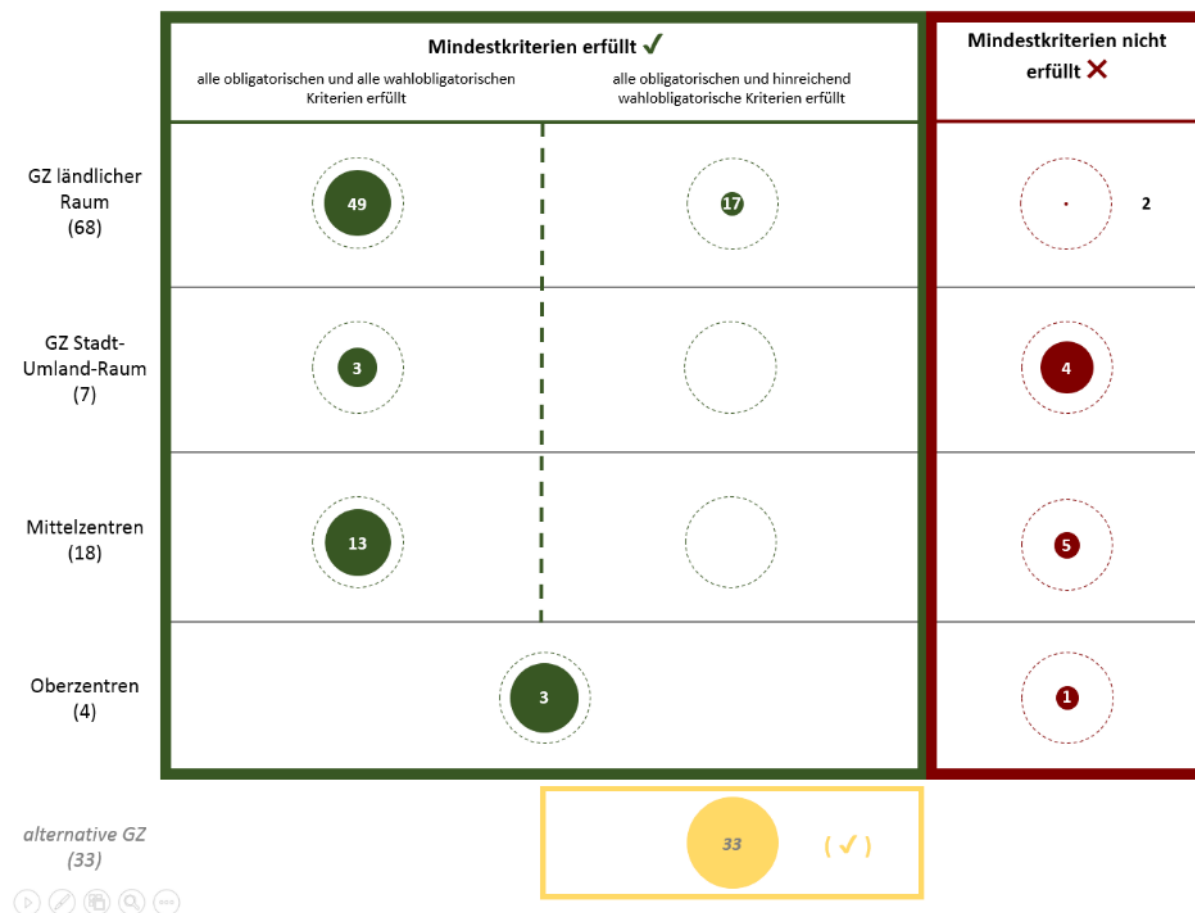 Mindestkriterien erfüllt ✓
alle obligatorischen und alle wahlobligatorischen
Kriterien erfüllt
alle obligatorischen und hinreichend
wahlobligatorische Kriterien erfüllt
Mindestkriterien nicht
erfüllt ✕
GZ ländlicher
Raum
(68)
49
17
2
GZ Stadt-
Umland-Raum
(7)
3
4
Mittelzentren
(18)
13
5
Oberzentren
(4)
3
1
alternative GZ
(33)
33
(✓)